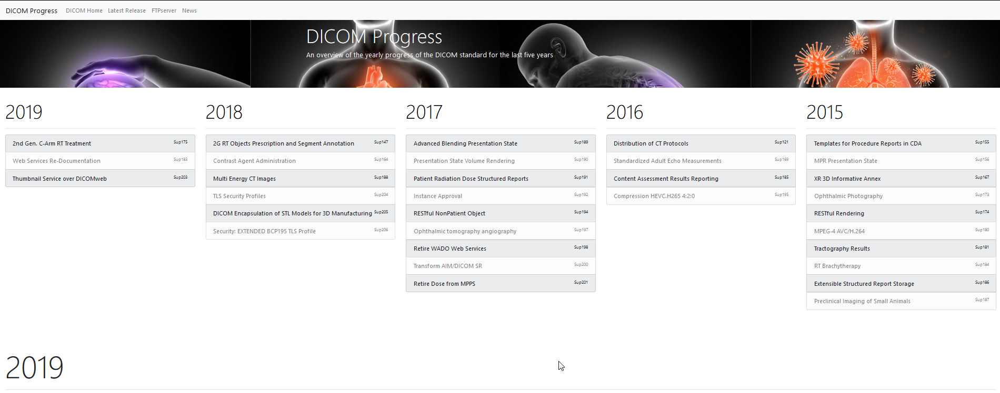 DICOM Progress DICOM Home Latest Release FTPserver News
DICOM Progress
An overview of the yearly progress of the DICOM standard for the last five years
2019
2nd Gen. C-Arm RT Treatment Sup175
Web Services Re-Documentation Sup183
Thumbnail Service over DICOMweb Sup203
2018
2G RT Objects Prescription and Segment Annotation Sup147
Contrast Agent Administration Sup164
Multi Energy CT Images Sup188
TLS Security Profiles Sup204
DICOM Encapsulation of STL Models for 3D Manufacturing Sup205
Security: EXTENDED BCP195 TLS Profile Sup206
2017
Advanced Blending Presentation State Sup189
Presentation State Volume Rendering Sup190
Patient Radiation Dose Structured Reports Sup191
Instance Approval Sup192
RESTful NonPatient Object Sup194
Ophthalmic tomography angiography Sup197
Retire WADO Web Services Sup198
Transform AIM/DICOM SR Sup200
Retire Dose from MPPS Sup201
2016
Distribution of CT Protocols Sup121
Standardized Adult Echo Measurements Sup169
Content Assessment Results Reporting Sup185
Compression HEVC.H265 4:2:0 Sup195
2015
Templates for Procedure Reports in CDA Sup155
MPR Presentation State Sup156
XR 3D Informative Annex Sup167
Ophthalmic Photography Sup173
RESTful Rendering Sup174
MPEG-4 AVC/H.264 Sup180
Tractography Results Sup181
RT Brachytherapy Sup184
Extensible Structured Report Storage Sup186
Preclinical Imaging of Small Animals Sup187
2019